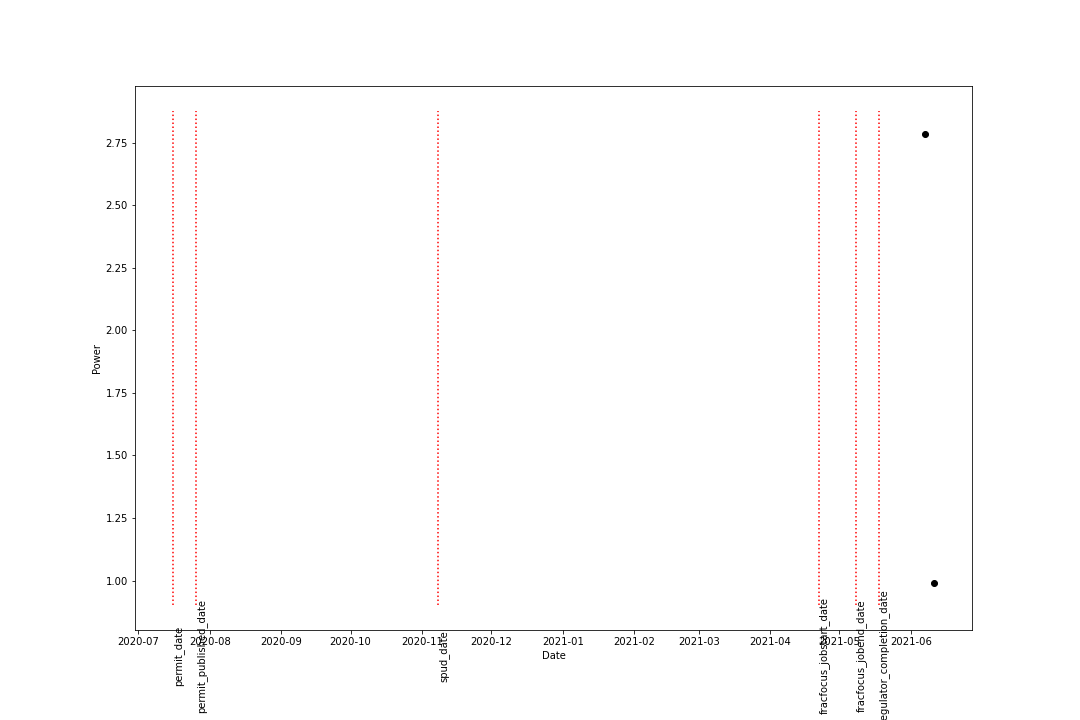 2.75
2.50
2.25
2.00
1.75
1.50
1.25
1.00
Power
2020-07
2020-08
2020-09
2020-10
2020-11
2020-12
2021-01
2021-02
2021-03
2021-04
2021-05
2021-06
Date
permit_date
permit_published_date
spud_date
fracfocus_jobstart_date
fracfocus_jobend_date
egulator_completion_date